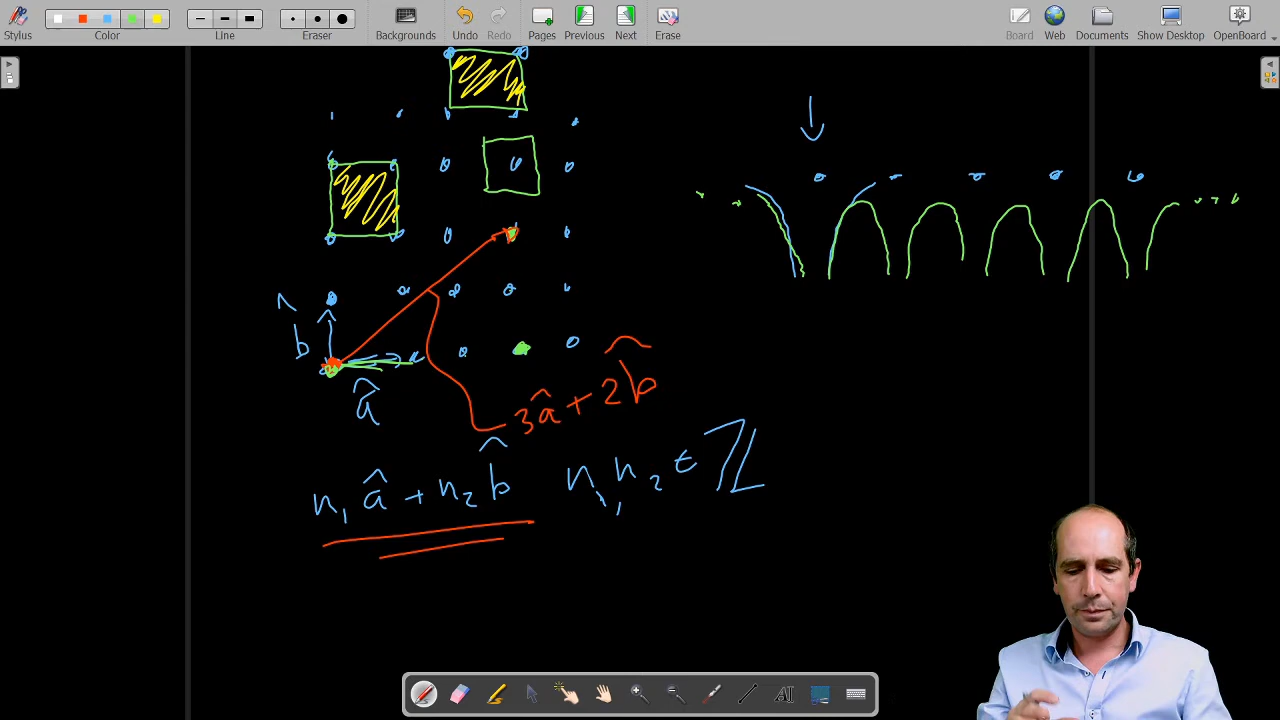 Stylus Color Line Eraser Backgrounds Undo Redo Pages Previous Next Erase Board Web Documents Show Desktop OpenBoard
b̂
â
3â + 2b̂
n₁â + n₂b̂ n₁, n₂ ∈ ℤ
AI